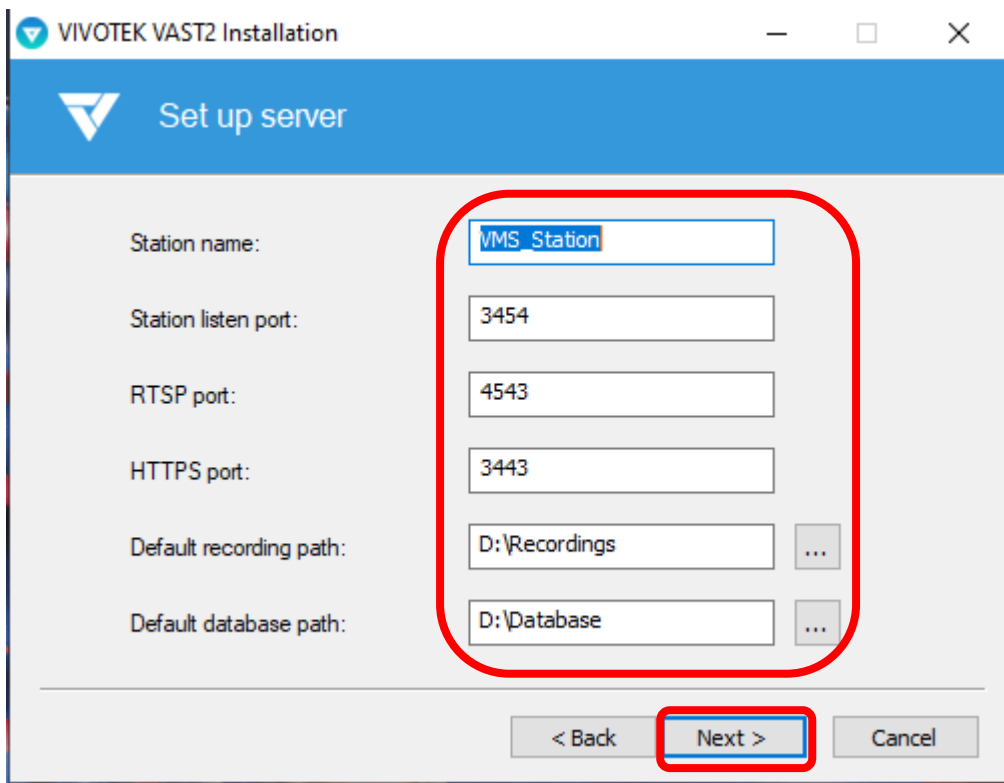 VIVOTEK VAST2 Installation
Set up server
Station name: VMS_Station
Station listen port: 3454
RTSP port: 4543
HTTPS port: 3443
Default recording path: D:\Recordings ...
Default database path: D:\Database ...
< Back Next > Cancel